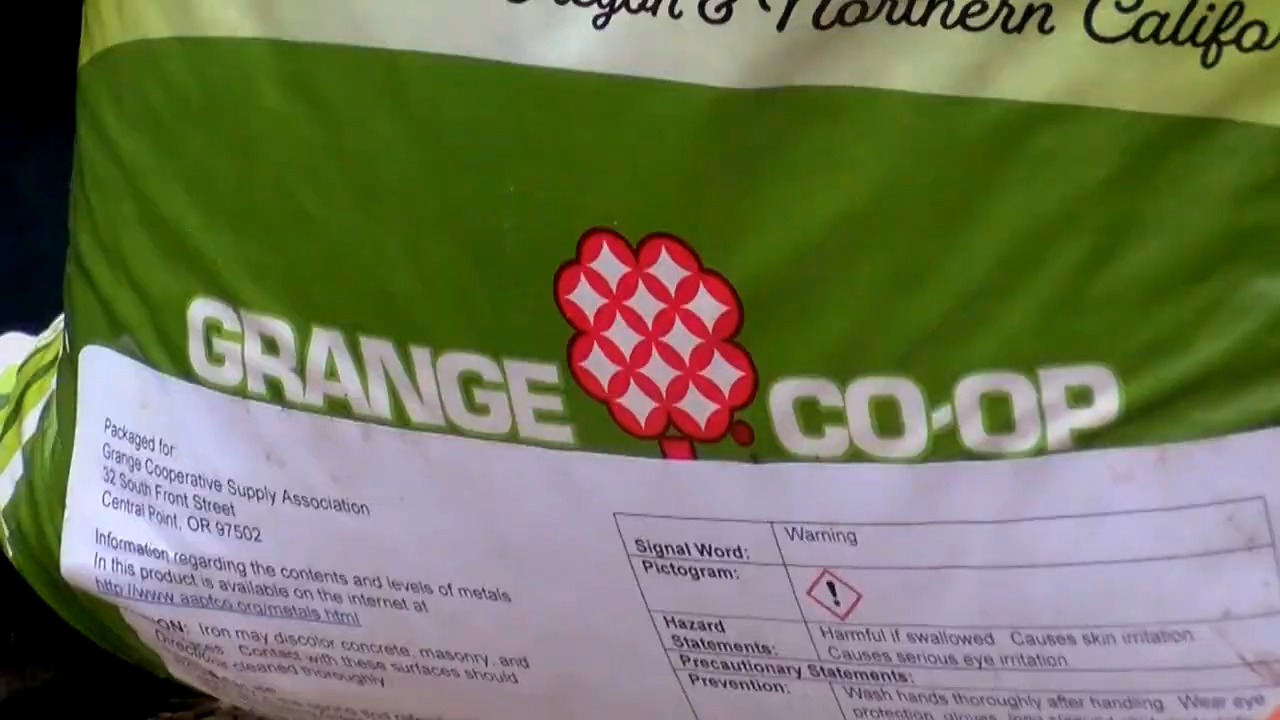 Oregon & Northern Califo
GRANGE CO-OP
Packaged for:
Grange Cooperative Supply Association
32 South Front Street
Central Point, OR 97502
Information regarding the contents and levels of metals
In this product is available on the internet at
http://www.aapfco.org/metals.html
ON: Iron may discolor concrete, masonry, and
Contact with these surfaces should
cleaned thoroughly
Signal Word: Warning
Pictogram: !
Hazard Statements: Harmful if swallowed Causes skin irritation
Causes serious eye irritation
Precautionary Statements:
Prevention: Wash hands thoroughly after handling. Wear eye
protection gloves